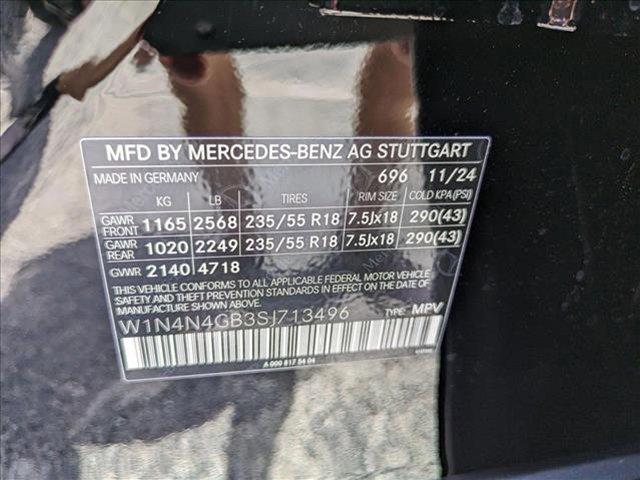 MFD BY MERCEDES-BENZ AG STUTTGART
MADE IN GERMANY 696 11/24
KG LB TIRES RIM SIZE COLD KPA(PSI)
GAWR FRONT 1165 2568 235/55 R18 7.5Jx18 290(43)
GAWR REAR 1020 2249 235/55 R18 7.5Jx18 290(43)
GVWR 2140 4718
THIS VEHICLE CONFORMS TO ALL APPLICABLE FEDERAL MOTOR VEHICLE
SAFETY BUMPER AND THEFT PREVENTION STANDARDS IN EFFECT ON THE
DATE OF MANUFACTURE SHOWN ABOVE.
W1N4N4GB3SJ713496 TYPE: MPV
A 099 817 54 04